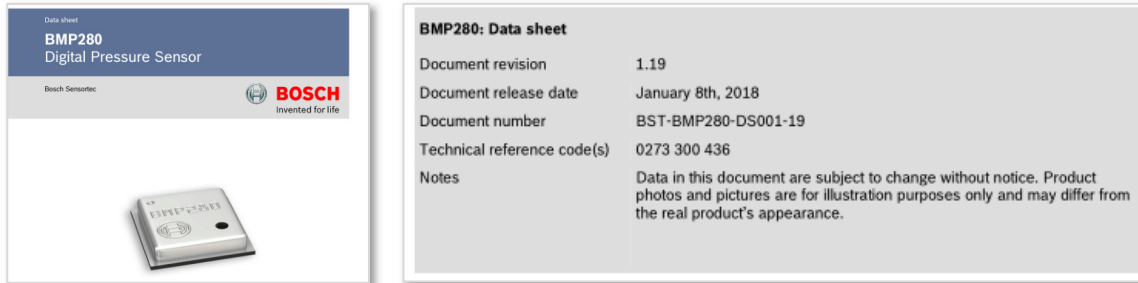 Data sheet
BMP280
Digital Pressure Sensor
Bosch Sensortec
BOSCH
Invented for life
BMP280
BMP280: Data sheet
Document revision 1.19
Document release date January 8th, 2018
Document number BST-BMP280-DS001-19
Technical reference code(s) 0273 300 436
Notes Data in this document are subject to change without notice. Product
photos and pictures are for illustration purposes only and may differ from
the real product's appearance.